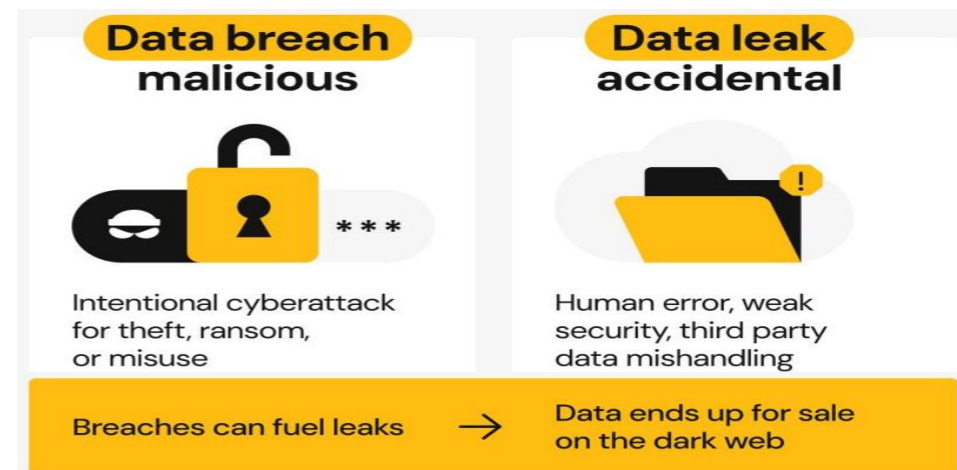 Data breach
malicious
***
Intentional cyberattack
for theft, ransom,
or misuse
Data leak
accidental
!
Human error, weak
security, third party
data mishandling
Breaches can fuel leaks →
Data ends up for sale
on the dark web